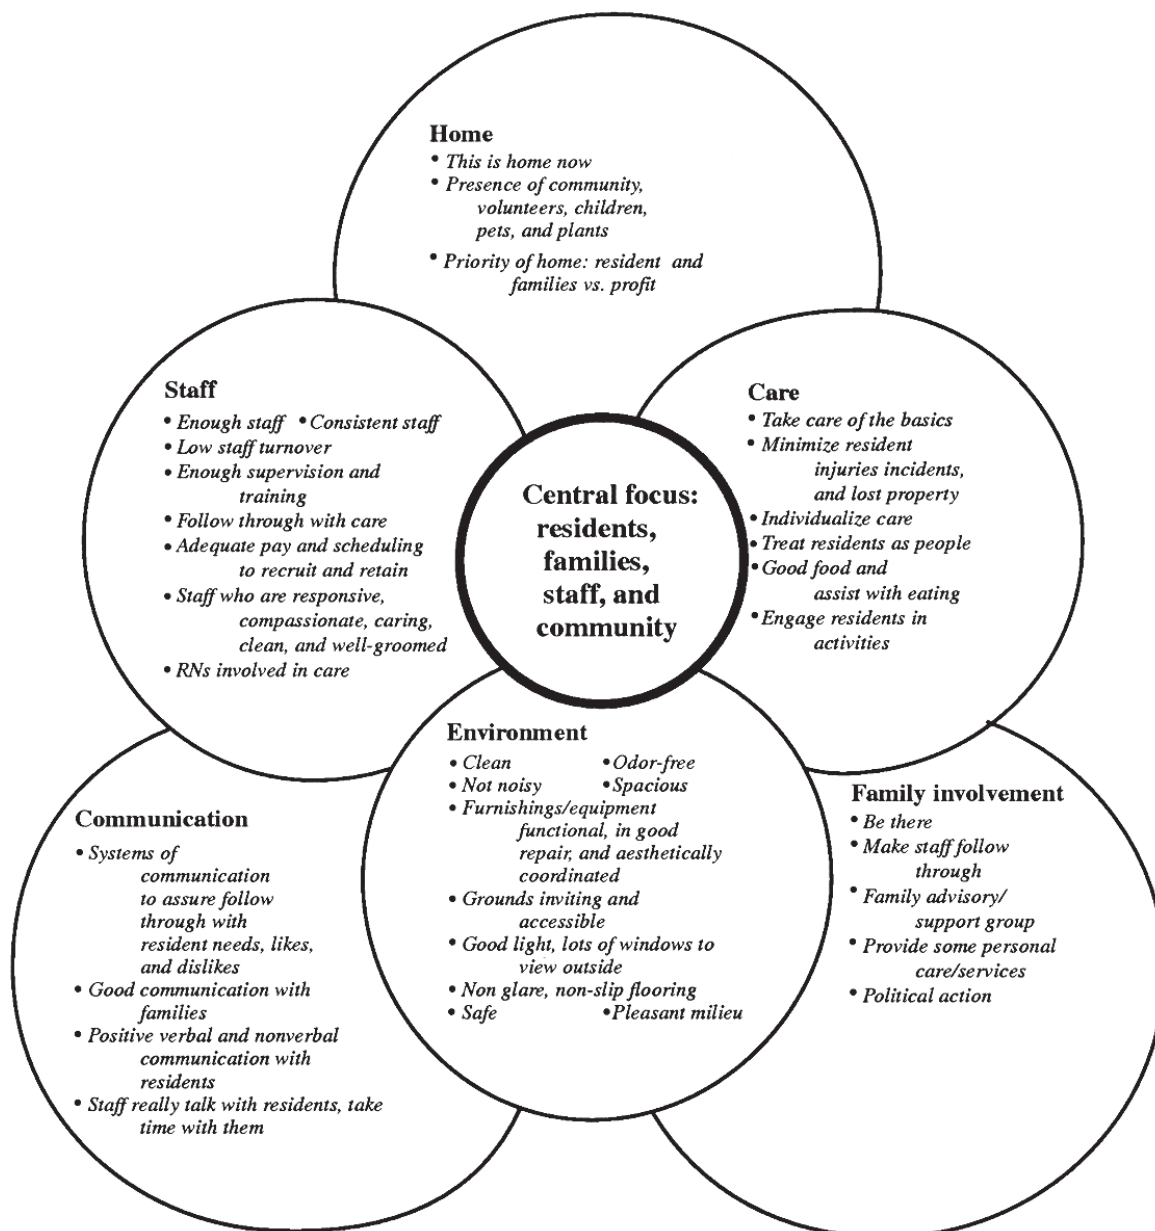 Home
• This is home now
• Presence of community,
volunteers, children,
pets, and plants
• Priority of home: resident and
families vs. profit
Staff
• Enough staff • Consistent staff
• Low staff turnover
• Enough supervision and
training
• Follow through with care
• Adequate pay and scheduling
to recruit and retain
• Staff who are responsive,
compassionate, caring,
clean, and well-groomed
• RNs involved in care
Central focus:
residents,
families,
staff, and
community
Care
• Take care of the basics
• Minimize resident
injuries incidents,
and lost property
• Individualize care
• Treat residents as people
• Good food and
assist with eating
• Engage residents in
activities
Communication
• Systems of
communication
to assure follow
through with
resident needs, likes,
and dislikes
• Good communication with
families
• Positive verbal and nonverbal
communication with
residents
• Staff really talk with residents, take
time with them
Environment
• Clean • Odor-free
• Not noisy • Spacious
• Furnishings/equipment
functional, in good
repair, and aesthetically
coordinated
• Grounds inviting and
accessible
• Good light, lots of windows to
view outside
• Non glare, non-slip flooring
• Safe • Pleasant milieu
Family involvement
• Be there
• Make staff follow
through
• Family advisory/
support group
• Provide some personal
care/services
• Political action